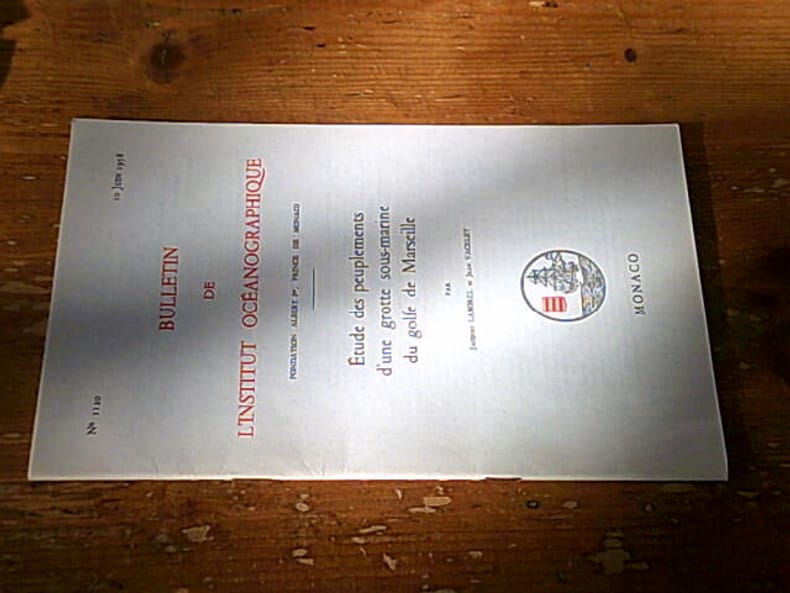 Nº 1120 10 JUIN 1958
BULLETIN
DE
L'INSTITUT OCÉANOGRAPHIQUE
FONDATION ALBERT Iᵉʳ, PRINCE DE MONACO
Étude des peuplements
d'une grotte sous-marine
du golfe de Marseille
PAR
Jacques LABOREL et Jean VACELET
MONACO